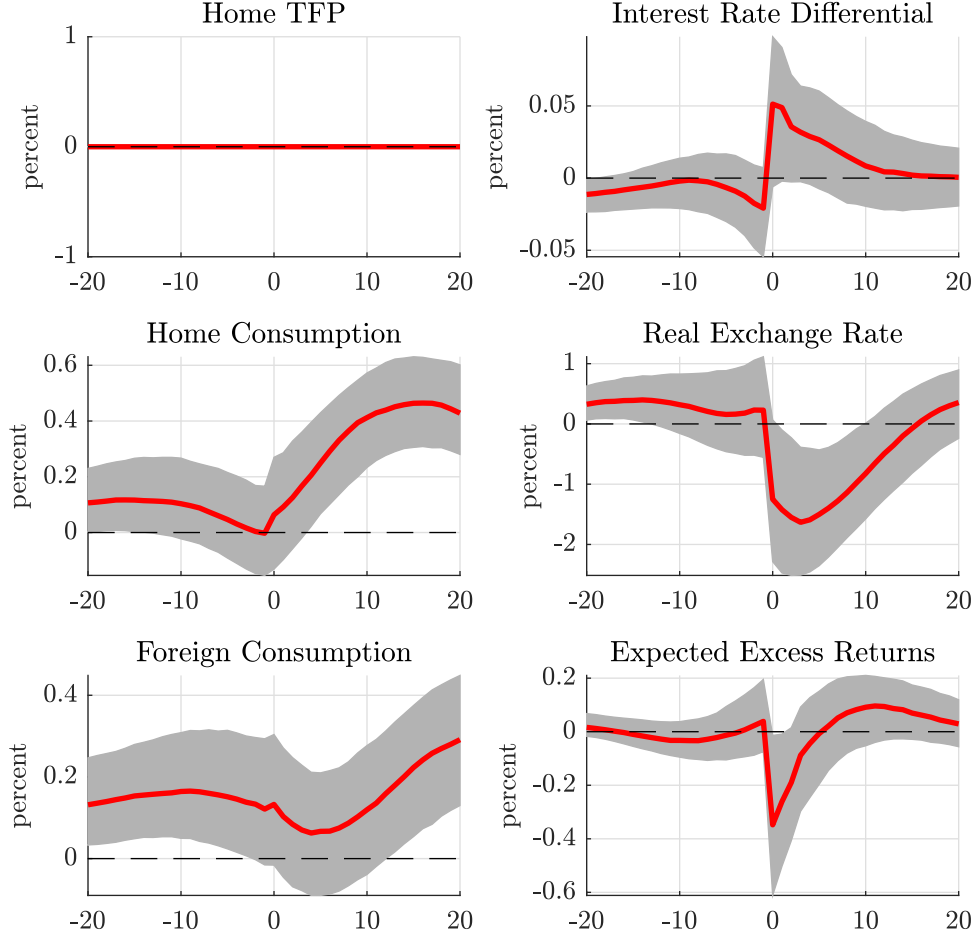 Home TFP
percent
1
0
-1
-20 -10 0 10 20
Interest Rate Differential
percent
0.05
0
-0.05
-20 -10 0 10 20
Home Consumption
percent
0.6
0.4
0.2
0
-20 -10 0 10 20
Real Exchange Rate
percent
1
0
-1
-2
-20 -10 0 10 20
Foreign Consumption
percent
0.4
0.2
0
-20 -10 0 10 20
Expected Excess Returns
percent
0.2
0
-0.2
-0.4
-0.6
-20 -10 0 10 20